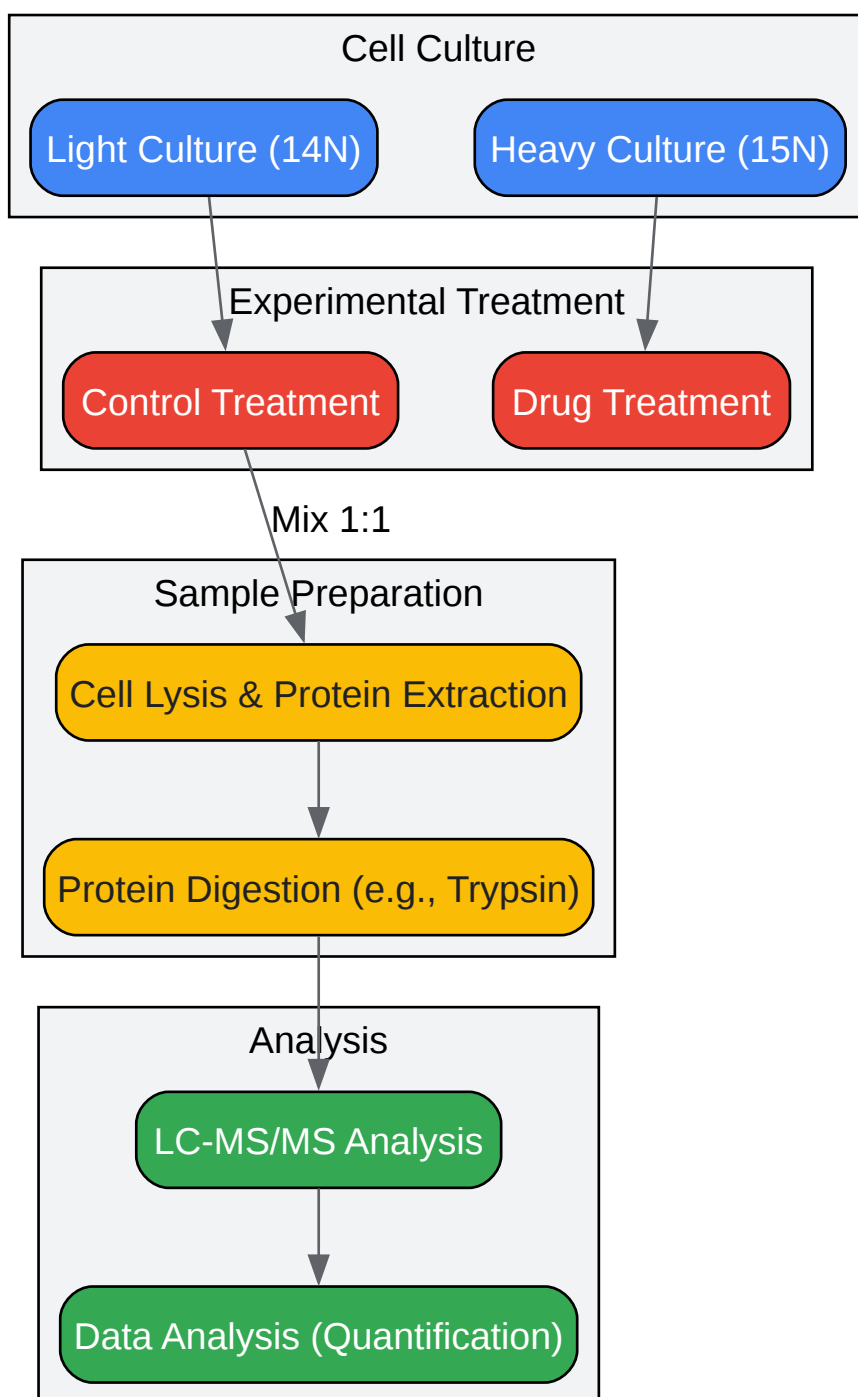 Cell Culture
Light Culture (14N)
Heavy Culture (15N)
Experimental Treatment
Control Treatment
Drug Treatment
Mix 1:1
Sample Preparation
Cell Lysis & Protein Extraction
Protein Digestion (e.g., Trypsin)
Analysis
LC-MS/MS Analysis
Data Analysis (Quantification)